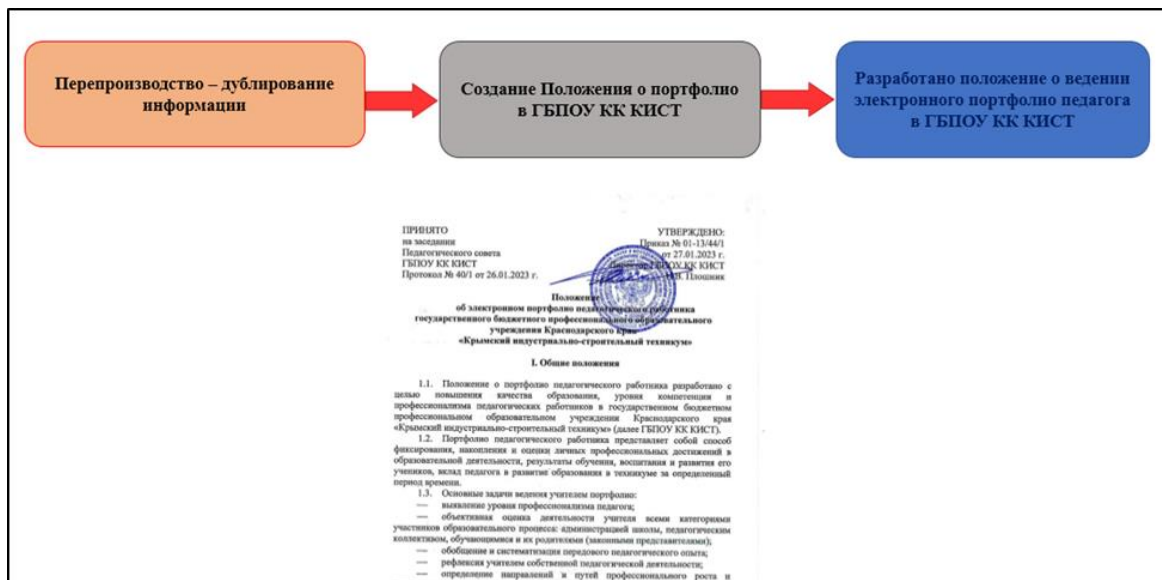 Перепроизводство – дублирование
информации
Создание Положения о портфолио
в ГБПОУ КК КИСТ
Разработано положение о ведении
электронного портфолио педагога
в ГБПОУ КК КИСТ
ПРИНЯТО
на заседании
Педагогического совета
ГБПОУ КК КИСТ
Протокол № 40/1 от 26.01.2023 г.
УТВЕРЖДЕНО:
Приказ № 01-13/44/1
от 27.01.2023 г.
ГБПОУ КК КИСТ
Плошник
Положение
об электронном портфолио педагогического работника
государственного бюджетного профессионального образовательного
учреждения Краснодарского края
«Крымский индустриально-строительный техникум»
I. Общие положения
1.1. Положение о портфолио педагогического работника разработано с
целью повышения качества образования, уровня компетенции и
профессионализма педагогических работников в государственном бюджетном
профессиональном образовательном учреждении Краснодарского края
«Крымский индустриально-строительный техникум» (далее ГБПОУ КК КИСТ).
1.2. Портфолио педагогического работника представляет собой способ
фиксирования, накопления и оценки личных профессиональных достижений в
образовательной деятельности, результаты обучения, воспитания и развития его
учеников, вклад педагога в развитие образования в техникуме за определенный
период времени.
1.3. Основные задачи ведения учителем портфолио:
— выявление уровня профессионализма педагога;
— объективная оценка деятельности учителя всеми категориями
участников образовательного процесса: администрацией школы, педагогическим
коллективом, обучающимися и их родителями (законными представителями);
— обобщение и систематизация передового педагогического опыта;
— рефлексия учителем собственной педагогической деятельности;
— определение направлений и путей профессионального роста и